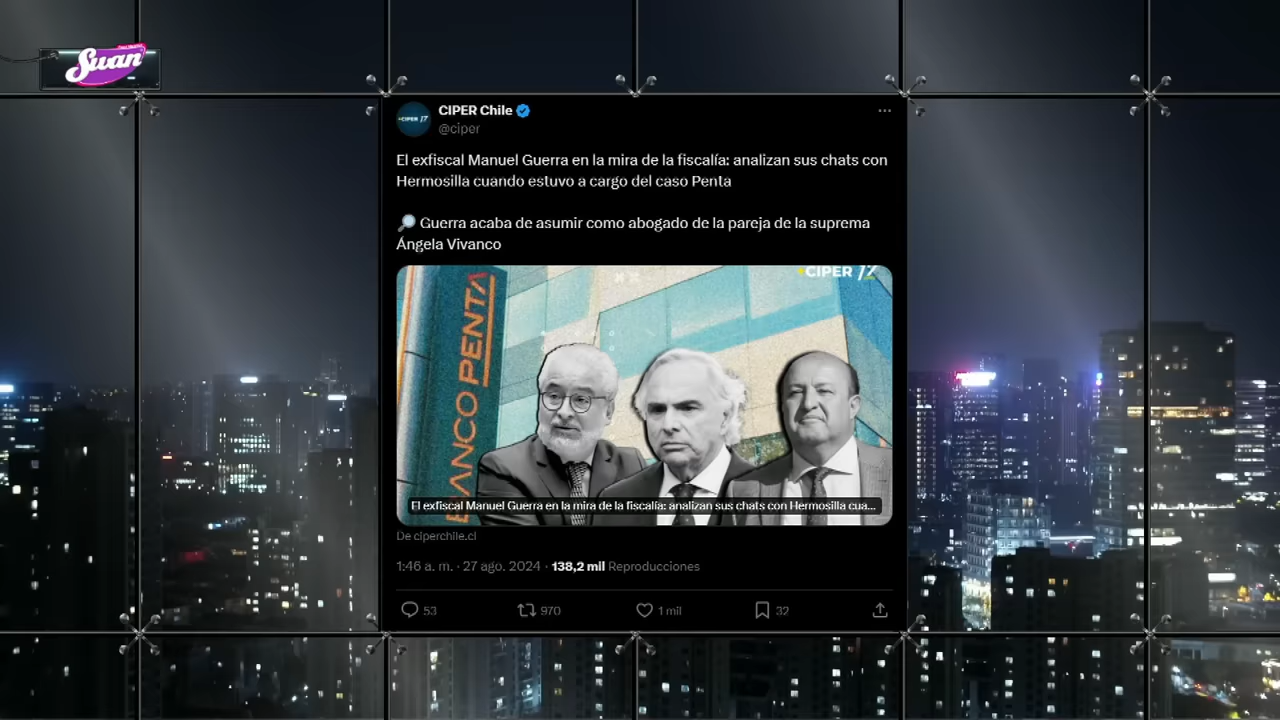 Suan
CIPER Chile
@ciper
El exfiscal Manuel Guerra en la mira de la fiscalía: analizan sus chats con
Hermosilla cuando estuvo a cargo del caso Penta
Guerra acaba de asumir como abogado de la pareja de la suprema
Ángela Vivanco
CIPER
BANCO PENTA
El exfiscal Manuel Guerra en la mira de la fiscalía: analizan sus chats con Hermosilla cua...
De ciperchile.cl
1:46 a. m. · 27 ago. 2024 · 138,2 mil Reproducciones
53 970 1 mil 32